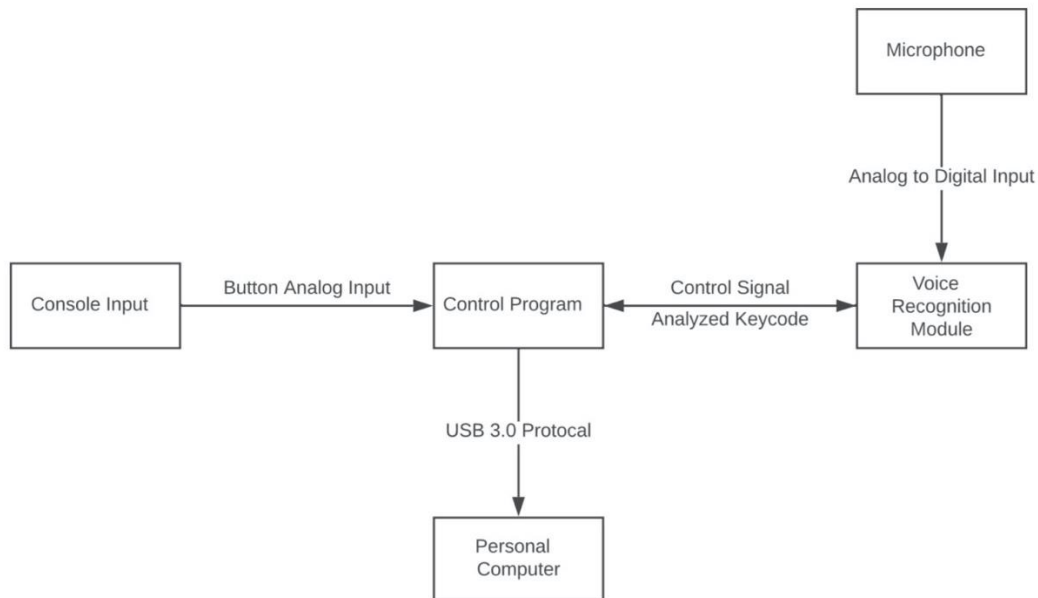 Microphone
Analog to Digital Input
Console Input
Button Analog Input
Control Program
Control Signal
Analyzed Keycode
Voice
Recognition
Module
USB 3.0 Protocal
Personal
Computer